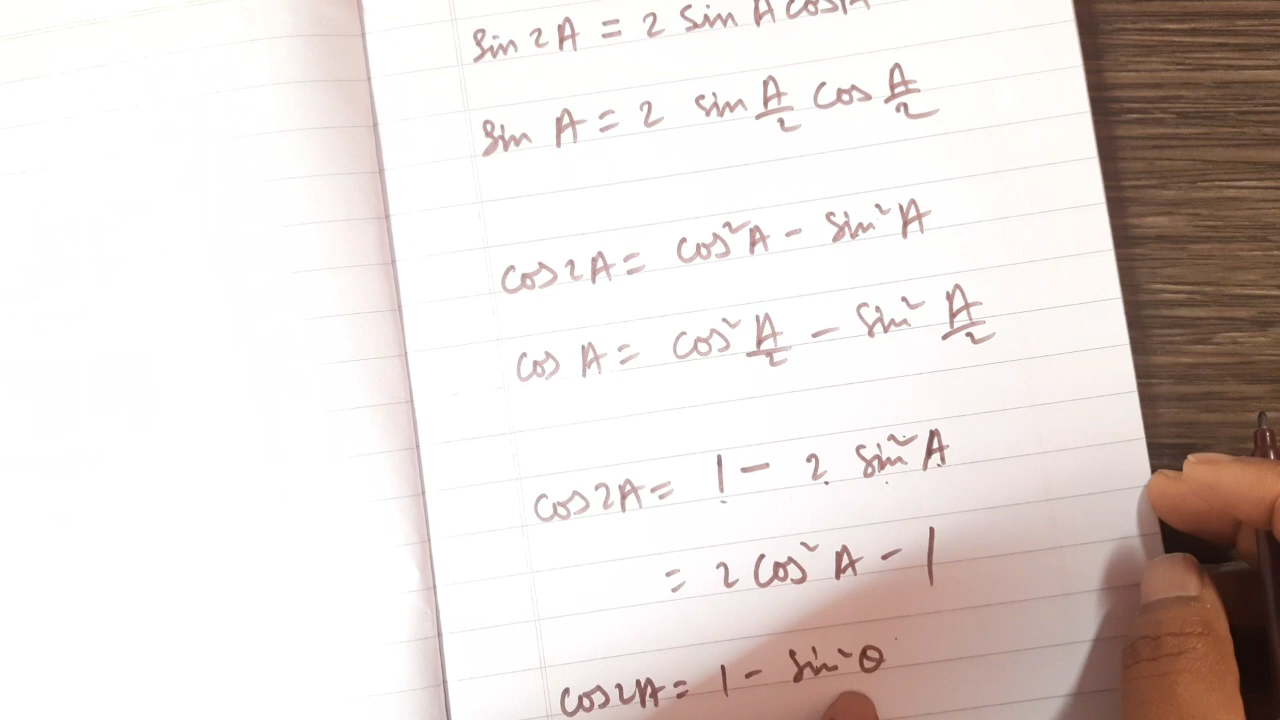 sin 2A = 2 sin A cos A
sin A = 2 sin A/2 cos A/2
cos 2A = cos²A - sin²A
cos A = cos² A/2 - sin² A/2
cos 2A = 1 - 2 sin²A
= 2 cos²A - 1
cos 2A = 1 - sin²θ